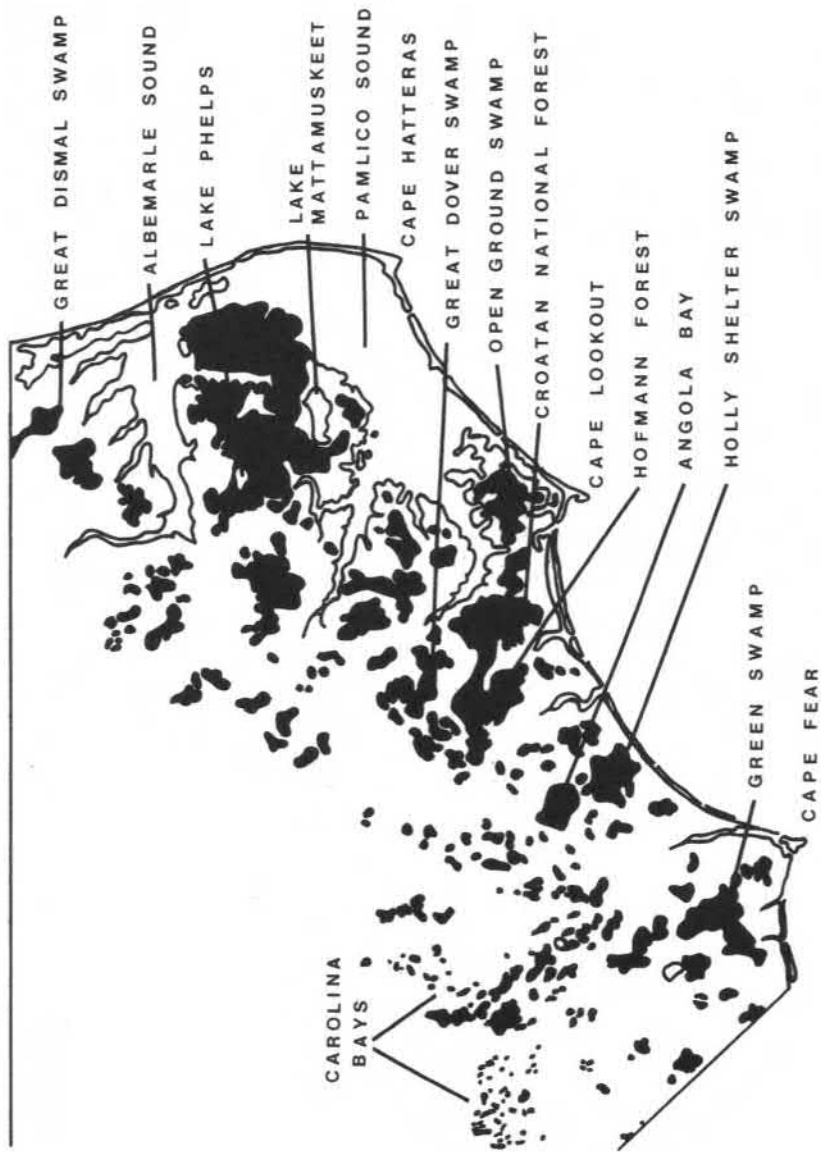 GREAT DISMAL SWAMP
ALBEMARLE SOUND
LAKE PHELPS
LAKE
MATTAMUSKEET
PAMLICO SOUND
CAPE HATTERAS
GREAT DOVER SWAMP
OPEN GROUND SWAMP
CROATAN NATIONAL FOREST
CAPE LOOKOUT
HOFMANN FOREST
ANGOLA BAY
HOLLY SHELTER SWAMP
GREEN SWAMP
CAPE FEAR
CAROLINA
BAYS